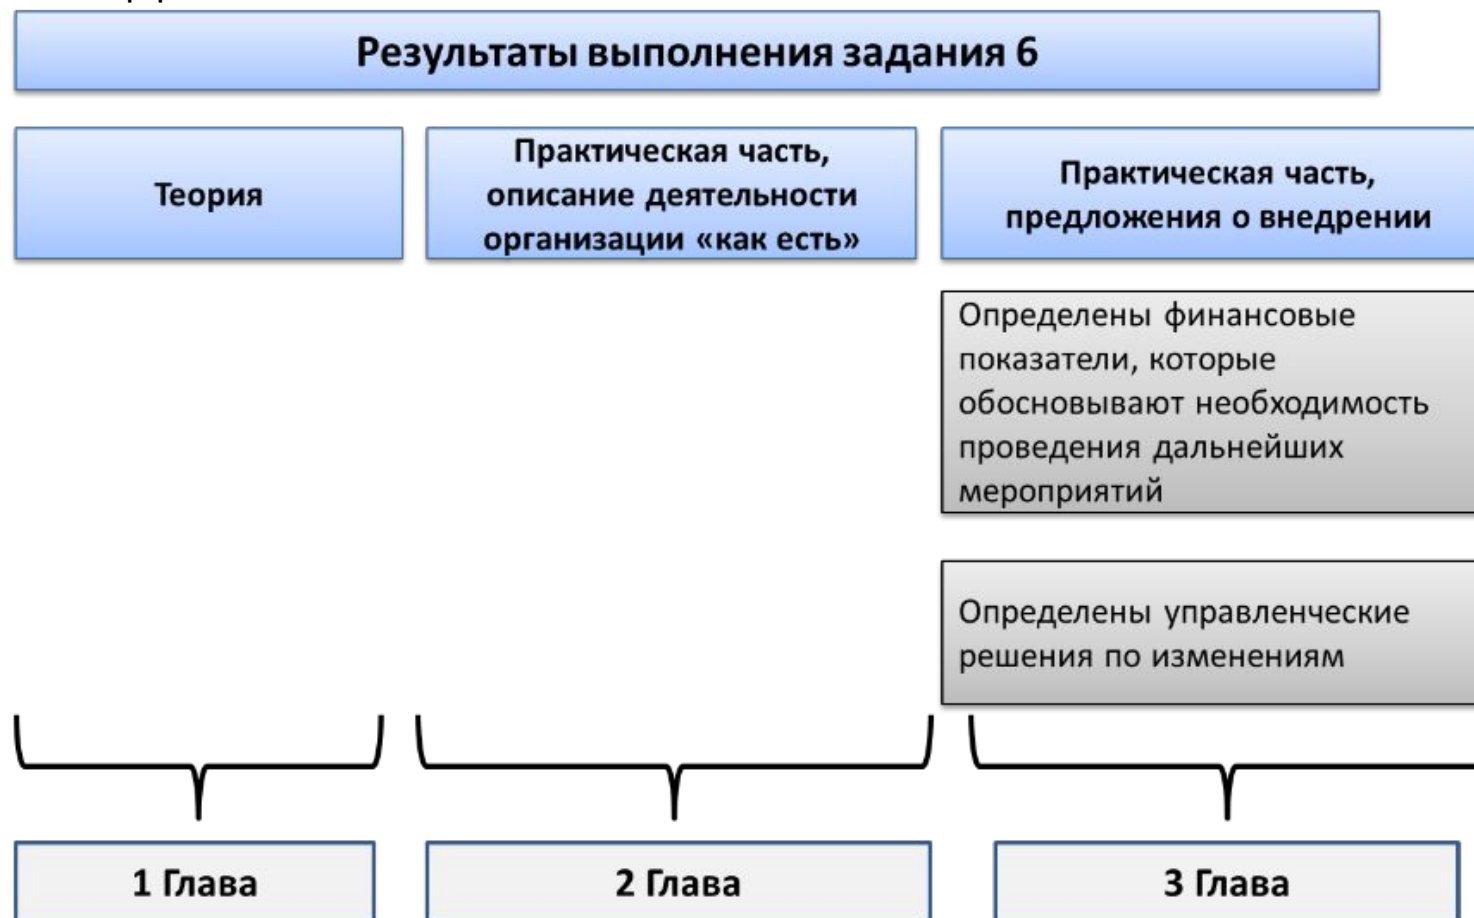 Результаты выполнения задания 6
Теория
Практическая часть,
описание деятельности
организации «как есть»
Практическая часть,
предложения о внедрении
Определены финансовые
показатели, которые
обосновывают необходимость
проведения дальнейших
мероприятий
Определены управленческие
решения по изменениям
1 Глава
2 Глава
3 Глава